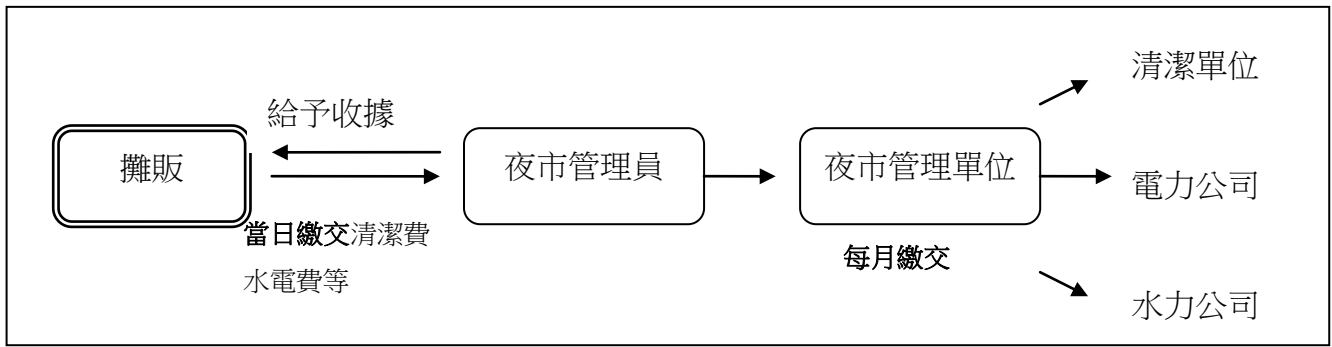 給予收據
攤販
當日繳交清潔費
水電費等
夜市管理員
夜市管理單位
每月繳交
清潔單位
電力公司
水力公司